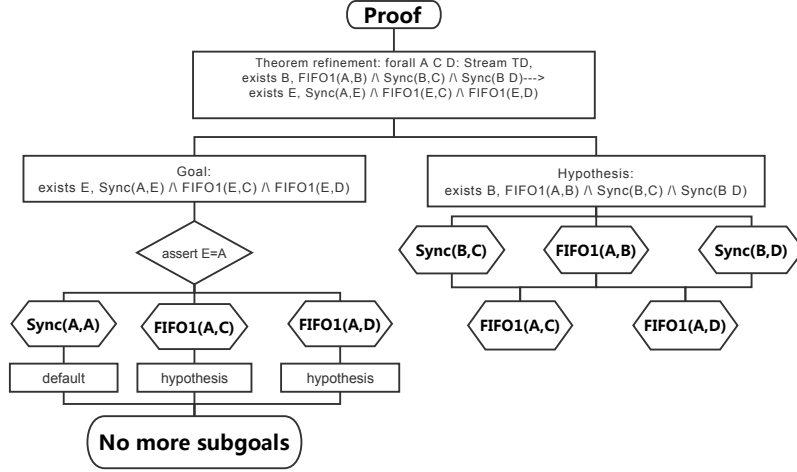 Proof
Theorem refinement: forall A C D: Stream TD,
exists B, FIFO1(A,B) /\ Sync(B,C) /\ Sync(B D)--->
exists E, Sync(A,E) /\ FIFO1(E,C) /\ FIFO1(E,D)
Goal:
exists E, Sync(A,E) /\ FIFO1(E,C) /\ FIFO1(E,D)
Hypothesis:
exists B, FIFO1(A,B) /\ Sync(B,C) /\ Sync(B D)
assert E=A
Sync(B,C)
FIFO1(A,B)
Sync(B,D)
Sync(A,A)
FIFO1(A,C)
FIFO1(A,D)
FIFO1(A,C)
FIFO1(A,D)
default
hypothesis
hypothesis
No more subgoals